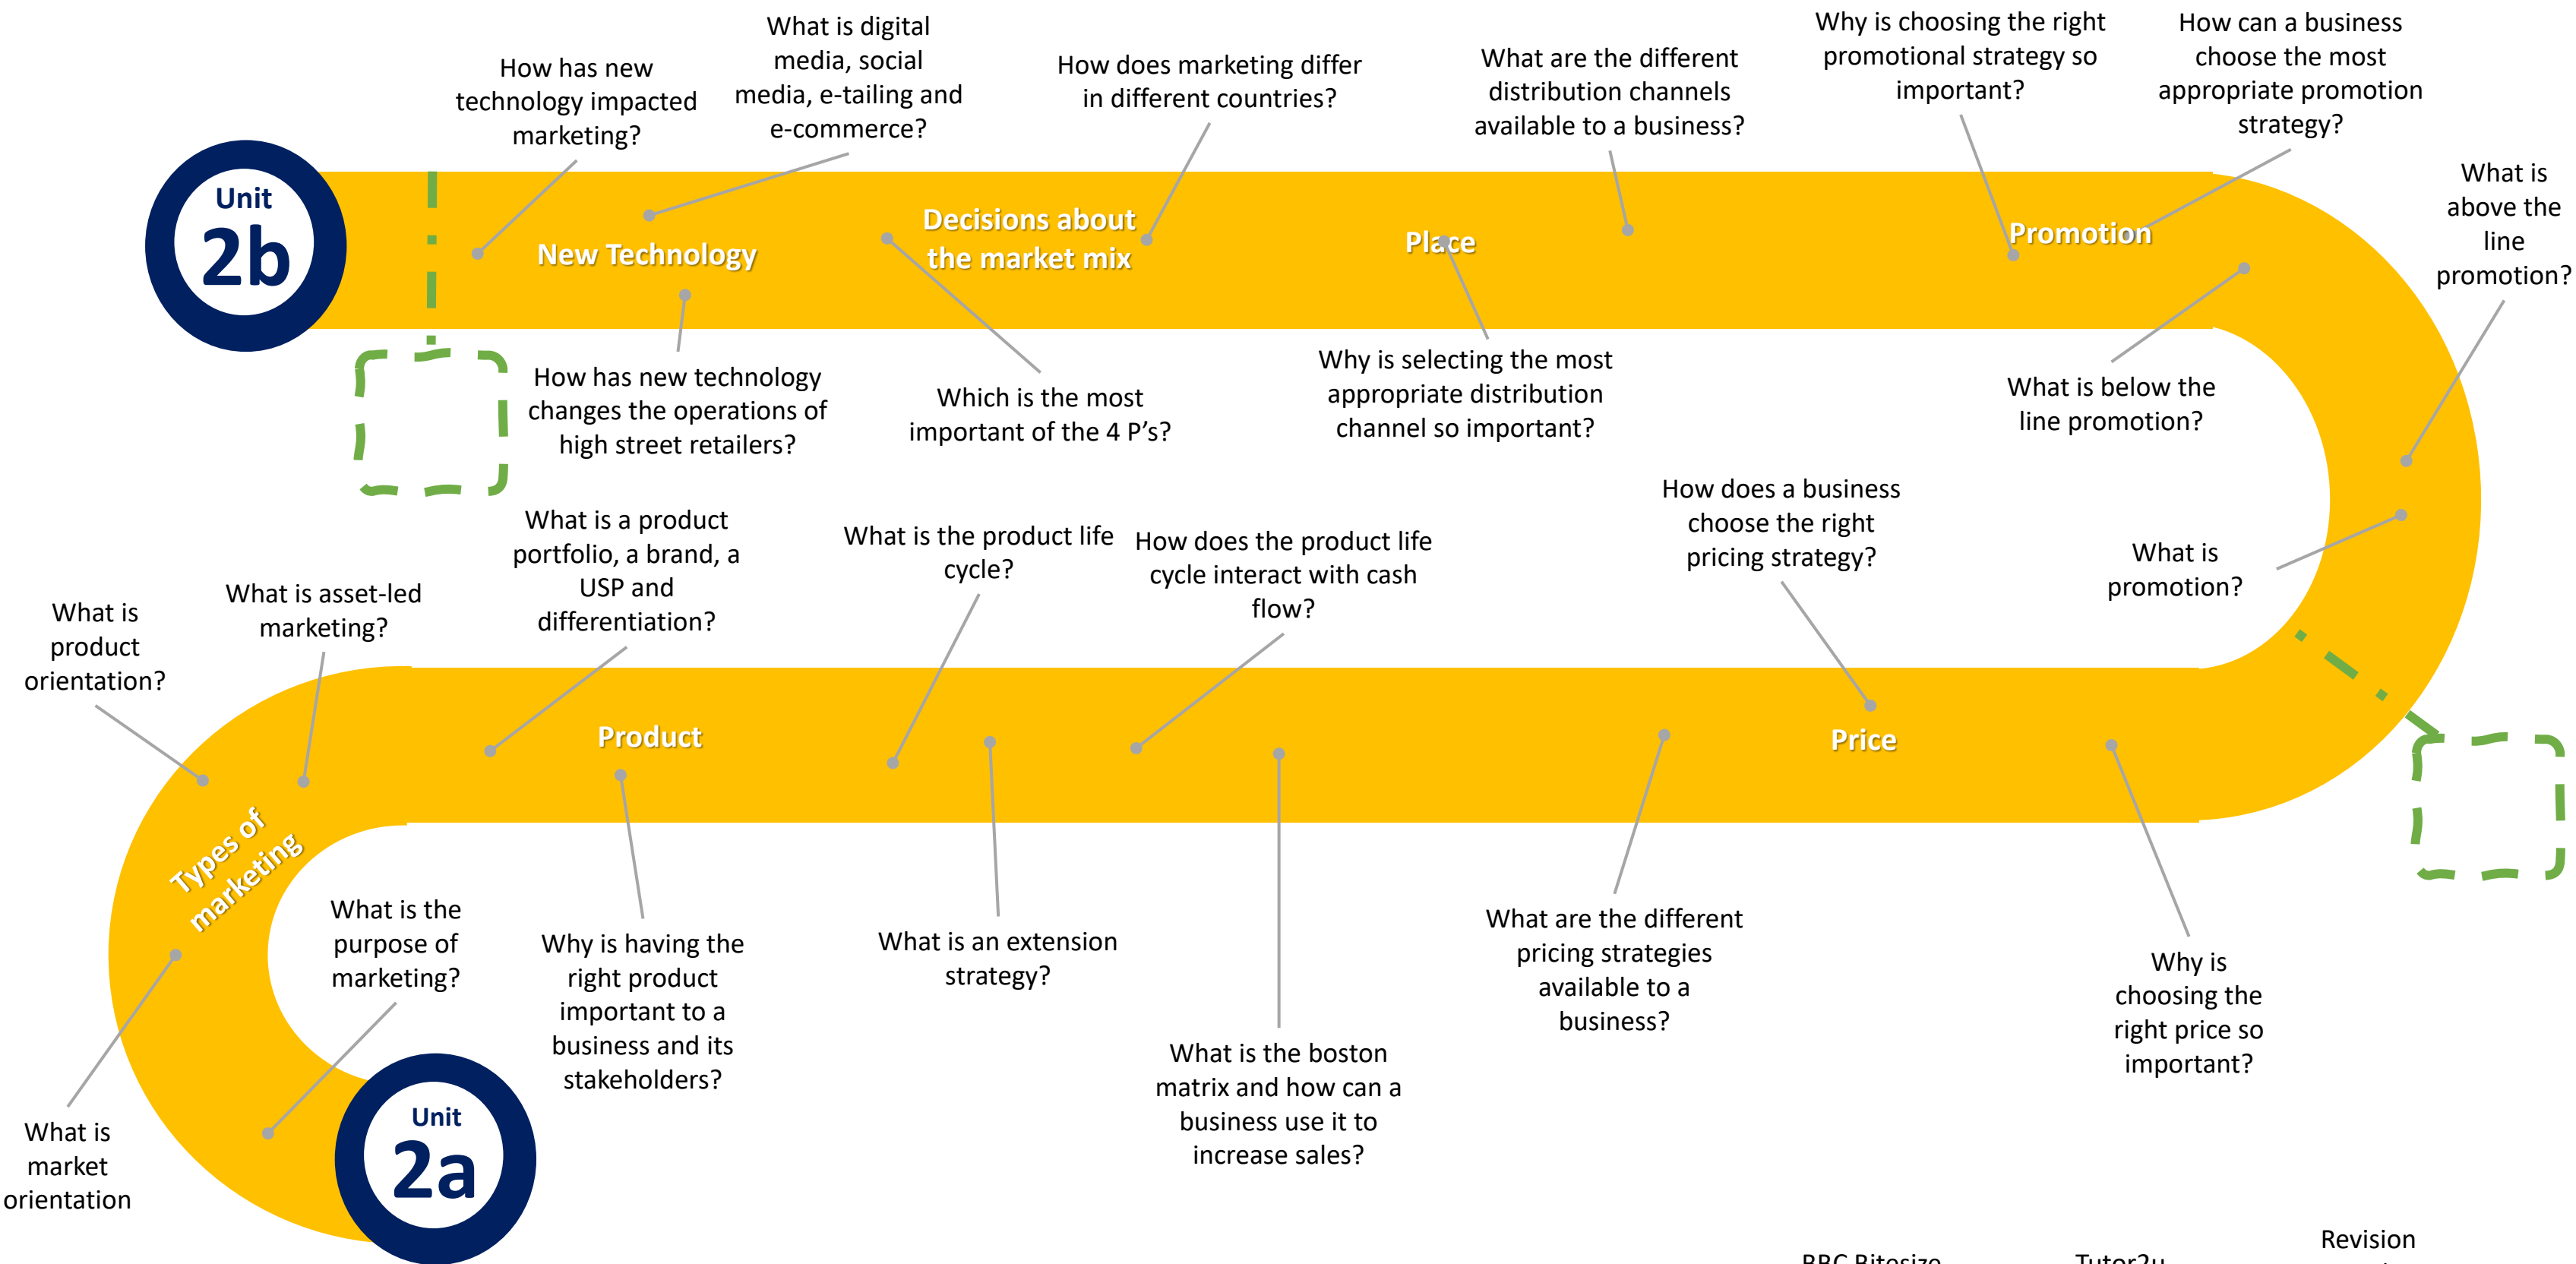 What is digital
media, social
media, e-tailing and
e-commerce?
How has new
technology impacted
marketing?
How does marketing differ
in different countries?
What are the different
distribution channels
available to a business?
Why is choosing the right
promotional strategy so
important?
How can a business
choose the most
appropriate promotion
strategy?
What is
above the
line
promotion?
Unit
2b
New Technology
Decisions about
the market mix
Place
Promotion
How has new technology
changes the operations of
high street retailers?
Which is the most
important of the 4 P's?
Why is selecting the most
appropriate distribution
channel so important?
What is below the
line promotion?
What is
product
orientation?
What is asset-led
marketing?
What is a product
portfolio, a brand, a
USP and
differentiation?
What is the product life
cycle?
How does the product life
cycle interact with cash
flow?
How does a business
choose the right
pricing strategy?
What is
promotion?
Types of
marketing
Product
Price
What is
market
orientation
What is the
purpose of
marketing?
Why is having the
right product
important to a
business and its
stakeholders?
What is an extension
strategy?
What is the boston
matrix and how can a
business use it to
increase sales?
What are the different
pricing strategies
available to a
business?
Why is
choosing the
right price so
important?
Unit
2a
BBC Bitesize
Tutor2u
Revision